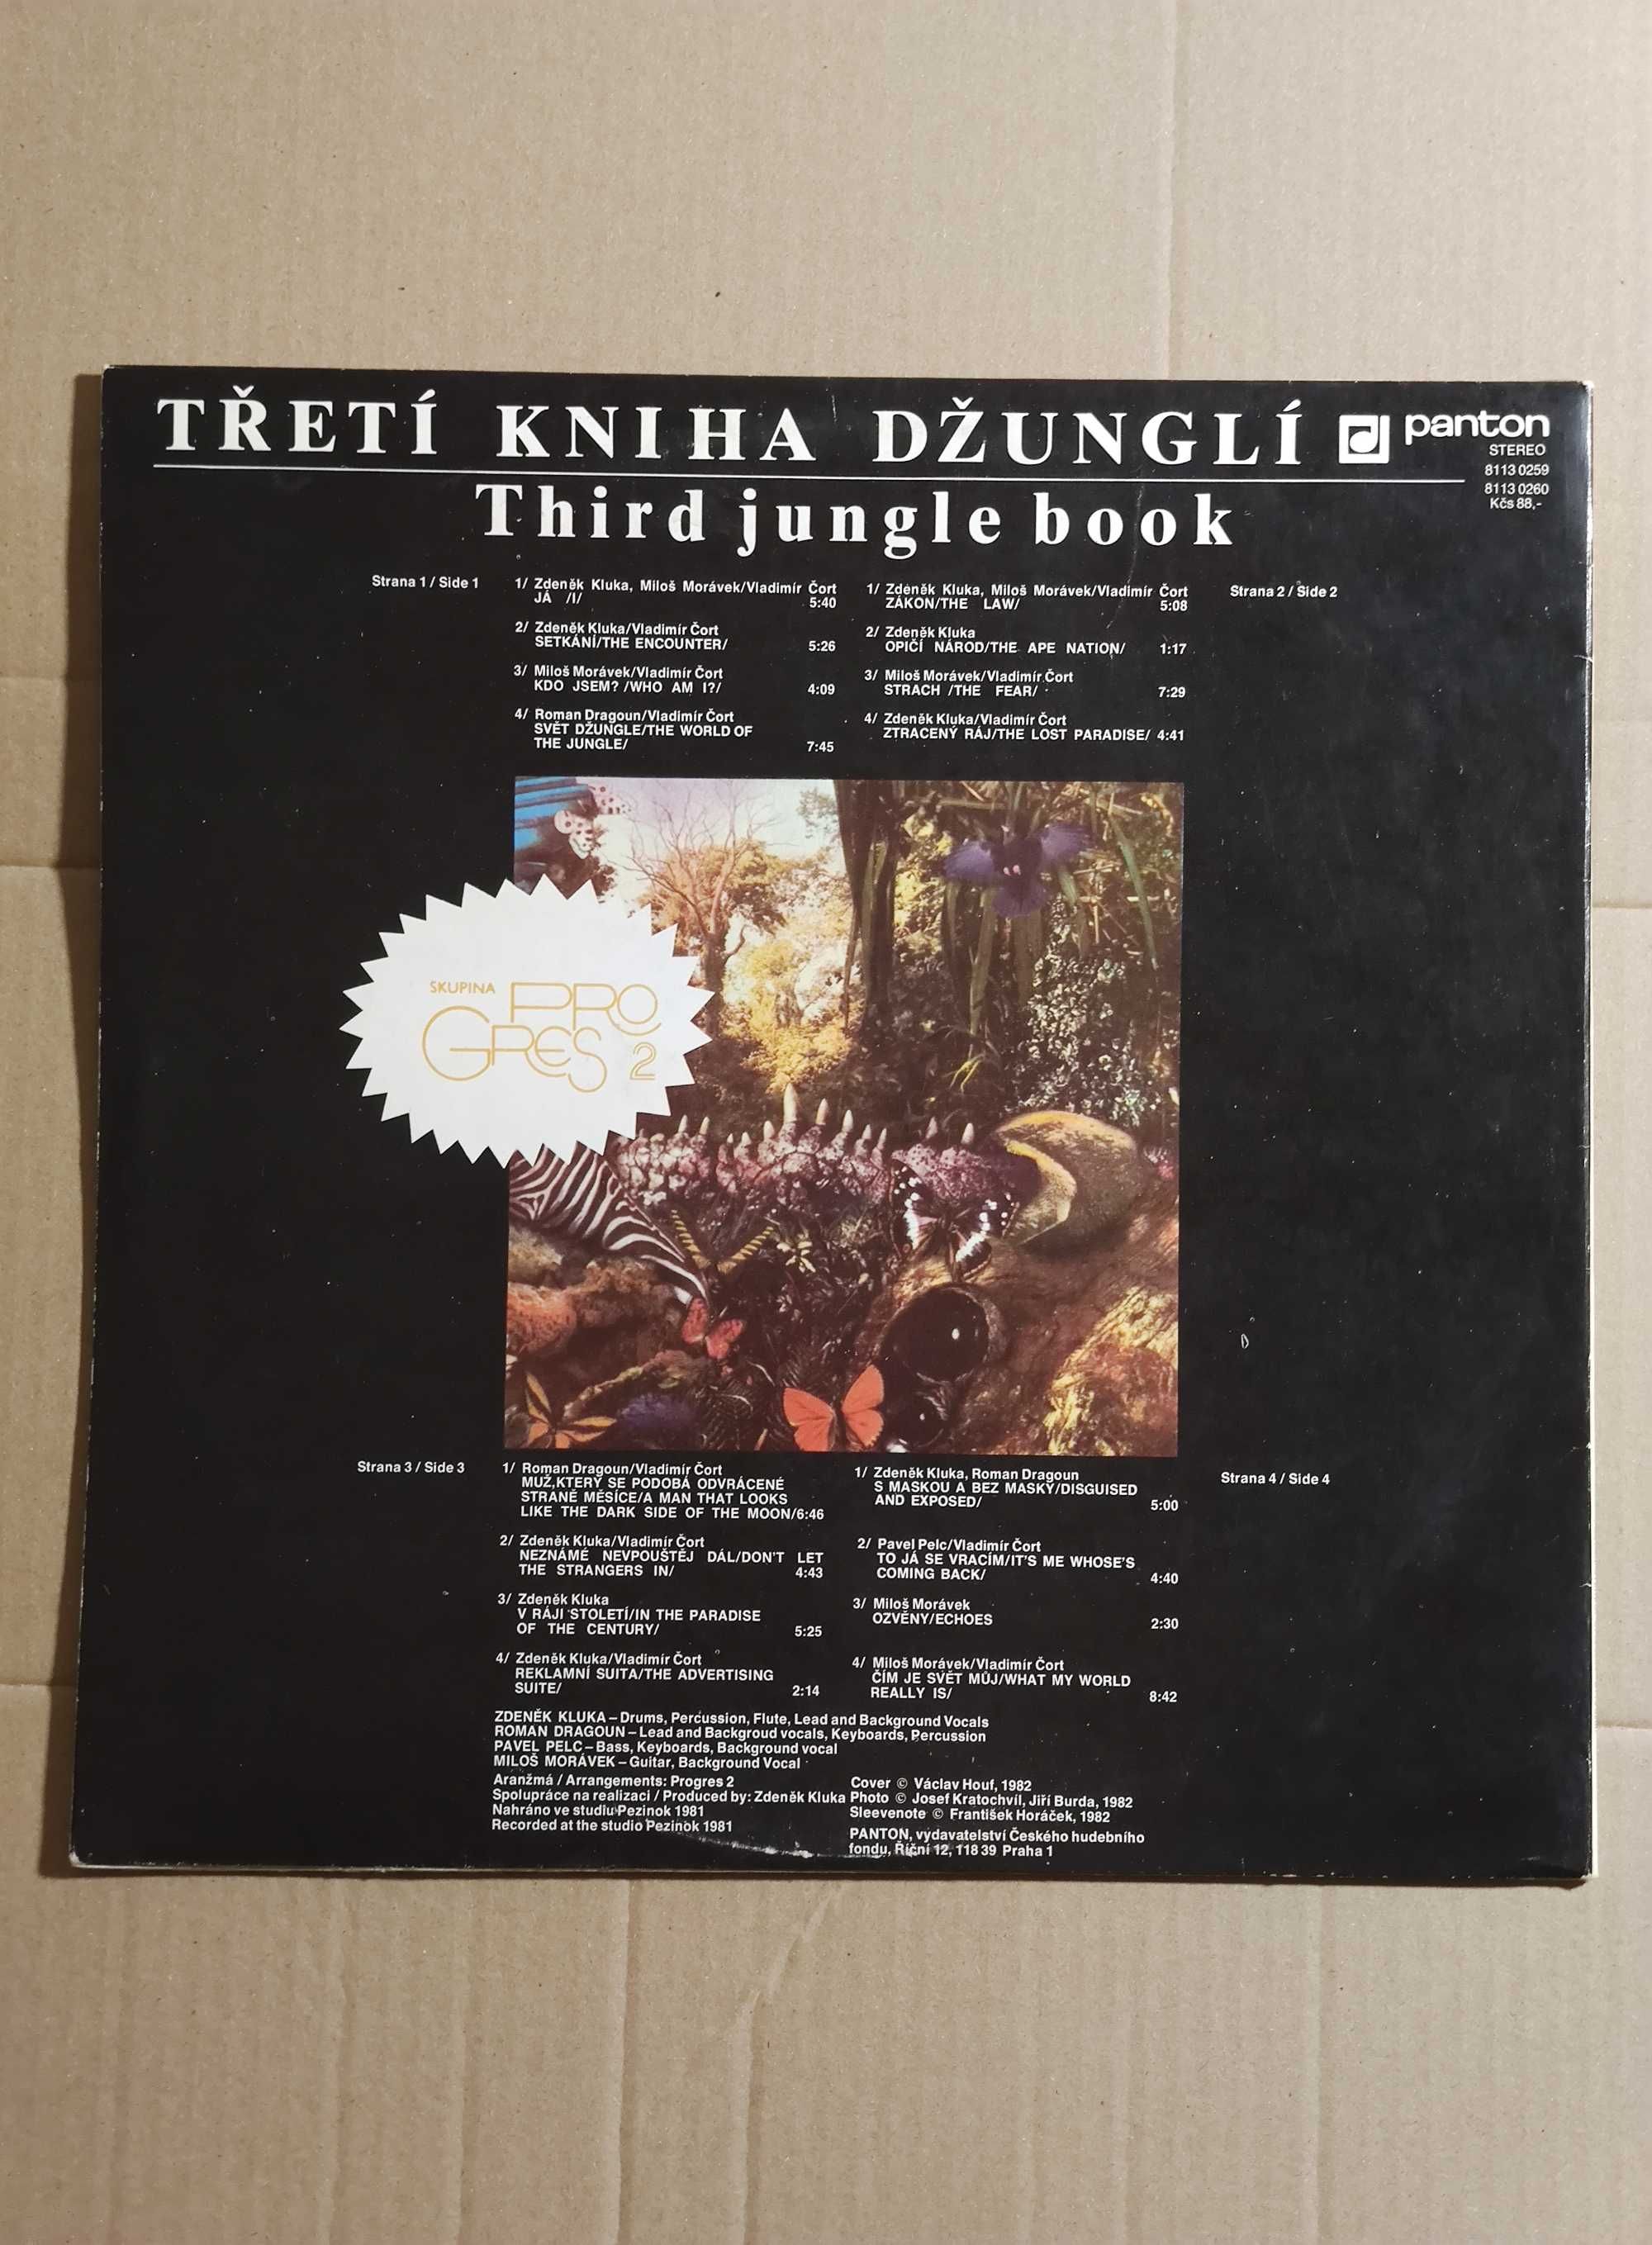 TŘETÍ KNIHA DŽUNGLÍ
panton
STEREO
8113 0259
8113 0260
Kčs 88,-
Third jungle book
Strana 1 / Side 1
1/ Zdeněk Kluka, Miloš Morávek/Vladimír Čort
JÁ /I/ 5:40
2/ Zdeněk Kluka/Vladimír Čort
SETKÁNÍ/THE ENCOUNTER/ 5:26
3/ Miloš Morávek/Vladimír Čort
KDO JSEM? /WHO AM I?/ 4:09
4/ Roman Dragoun/Vladimír Čort
SVĚT DŽUNGLE/THE WORLD OF
THE JUNGLE/ 7:45
Strana 2 / Side 2
1/ Zdeněk Kluka, Miloš Morávek/Vladimír Čort
ZÁKON/THE LAW/ 5:08
2/ Zdeněk Kluka
OPIČÍ NÁROD/THE APE NATION/ 1:17
3/ Miloš Morávek/Vladimír Čort
STRACH /THE FEAR/ 7:29
4/ Zdeněk Kluka/Vladimír Čort
ZTRACENÝ RÁJ/THE LOST PARADISE/ 4:41
SKUPINA PRO
GRES 2
Strana 3 / Side 3
1/ Roman Dragoun/Vladimír Čort
MUŽ,KTERÝ SE PODOBÁ ODVRÁCENÉ
STRANĚ MĚSÍCE/A MAN THAT LOOKS
LIKE THE DARK SIDE OF THE MOON/6:46
2/ Zdeněk Kluka/Vladimír Čort
NEZNÁMÉ NEVPOUŠTĚJ DÁL/DON'T LET
THE STRANGERS IN/ 4:43
3/ Zdeněk Kluka
V RÁJI STOLETÍ/IN THE PARADISE
OF THE CENTURY/ 5:25
4/ Zdeněk Kluka/Vladimír Čort
REKLAMNÍ SUITA/THE ADVERTISING
SUITE/ 2:14
Strana 4 / Side 4
1/ Zdeněk Kluka, Roman Dragoun
S MASKOU A BEZ MASKY/DISGUISED
AND EXPOSED/ 5:00
2/ Pavel Pelc/Vladimír Čort
TO JÁ SE VRACÍM/IT'S ME WHOSE'S
COMING BACK/ 4:40
3/ Miloš Morávek
OZVĚNY/ECHOES 2:30
4/ Miloš Morávek/Vladimír Čort
ČÍM JE SVĚT MŮJ/WHAT MY WORLD
REALLY IS/ 8:42
ZDENĚK KLUKA – Drums, Percussion, Flute, Lead and Background Vocals
ROMAN DRAGOUN – Lead and Backgroud vocals, Keyboards, Percussion
PAVEL PELC – Bass, Keyboards, Background vocal
MILOŠ MORÁVEK – Guitar, Background Vocal
Aranžmá / Arrangements: Progres 2
Spolupráce na realizaci / Produced by: Zdeněk Kluka
Nahráno ve studiu Pezinok 1981
Recorded at the studio Pezinok 1981
Cover © Václav Houf, 1982
Photo © Josef Kratochvíl, Jiří Burda, 1982
Sleevenote © František Horáček, 1982
PANTON, vydavatelství Českého hudebního
fondu, Říční 12, 118 39 Praha 1